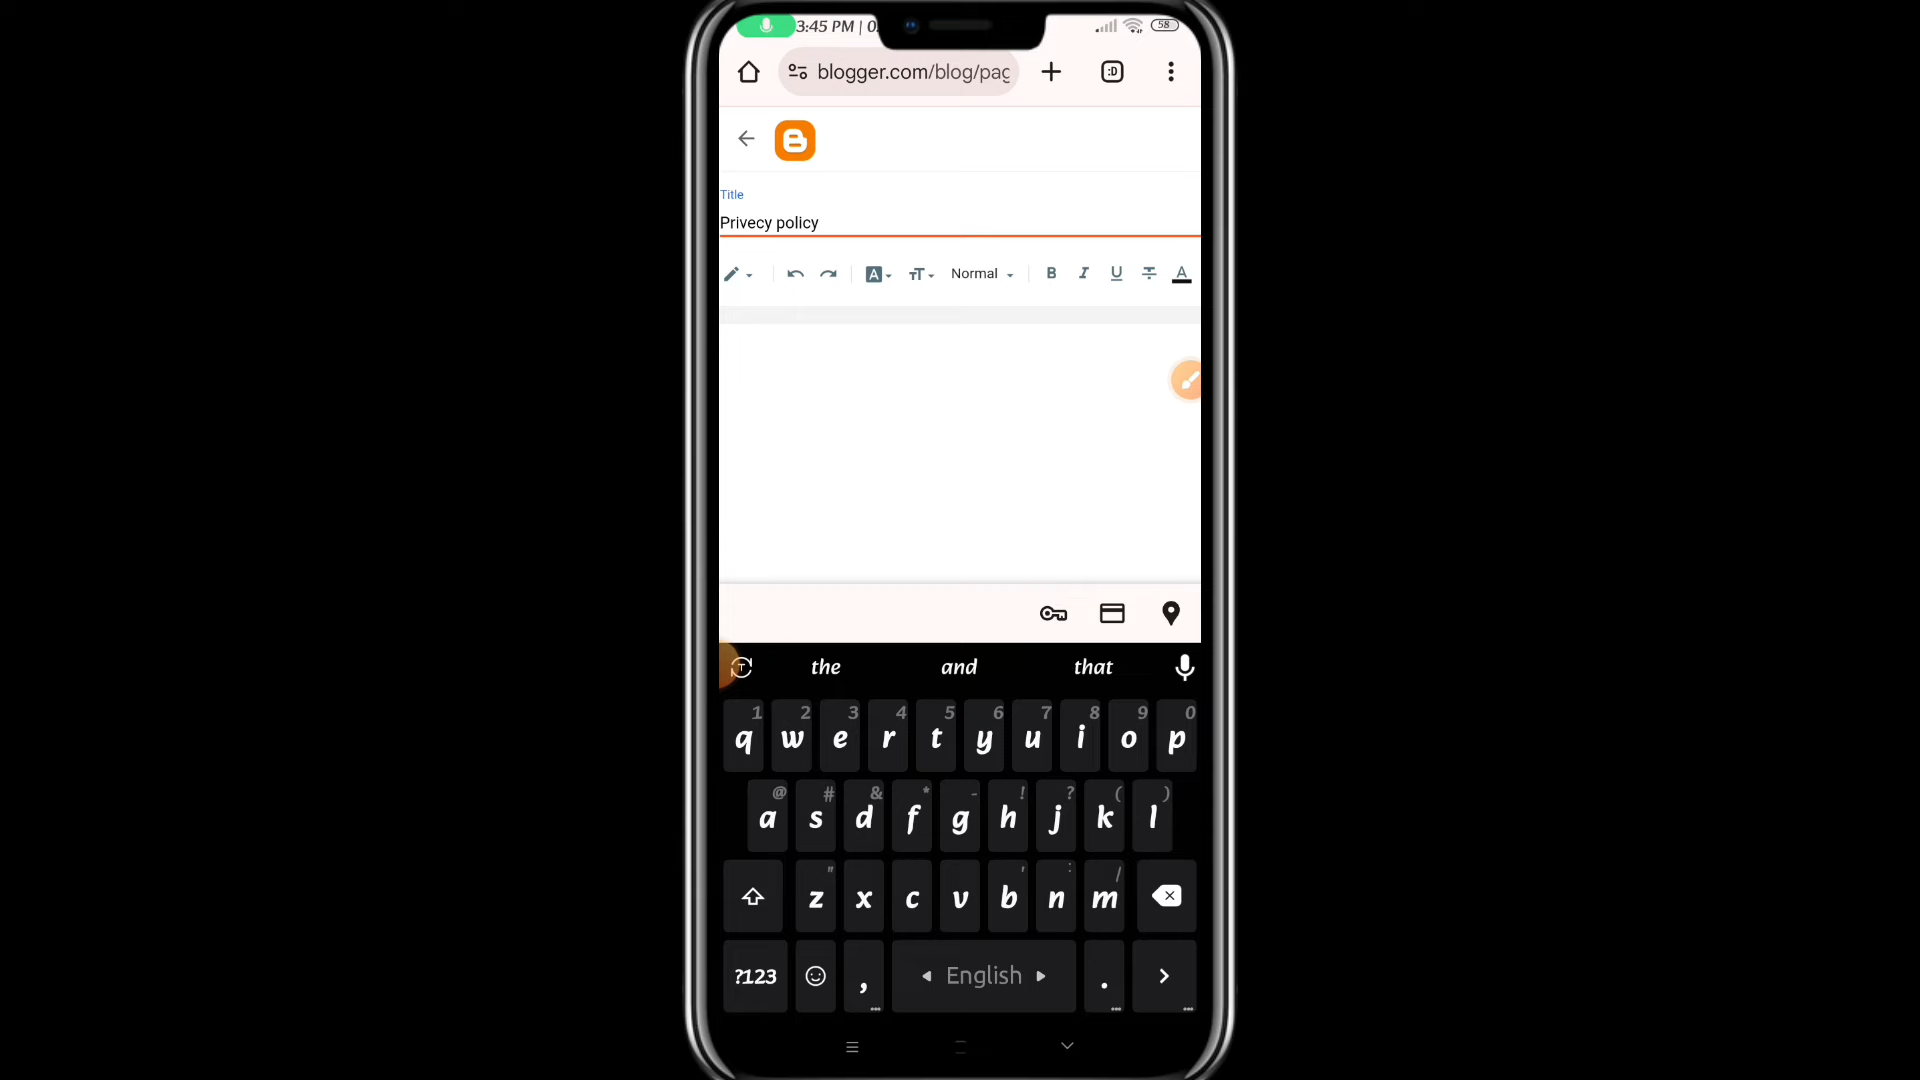 3:45 PM | 0
58
blogger.com/blog/pag
:D
Title
Privecy policy
A Normal B I U A
the and that
1 2 3 4 5 6 7 8 9 0
q w e r t y u i o p
@ # & * - ! ? ( )
a s d f g h j k l
" ' : /
z x c v b n m
?123 , English .